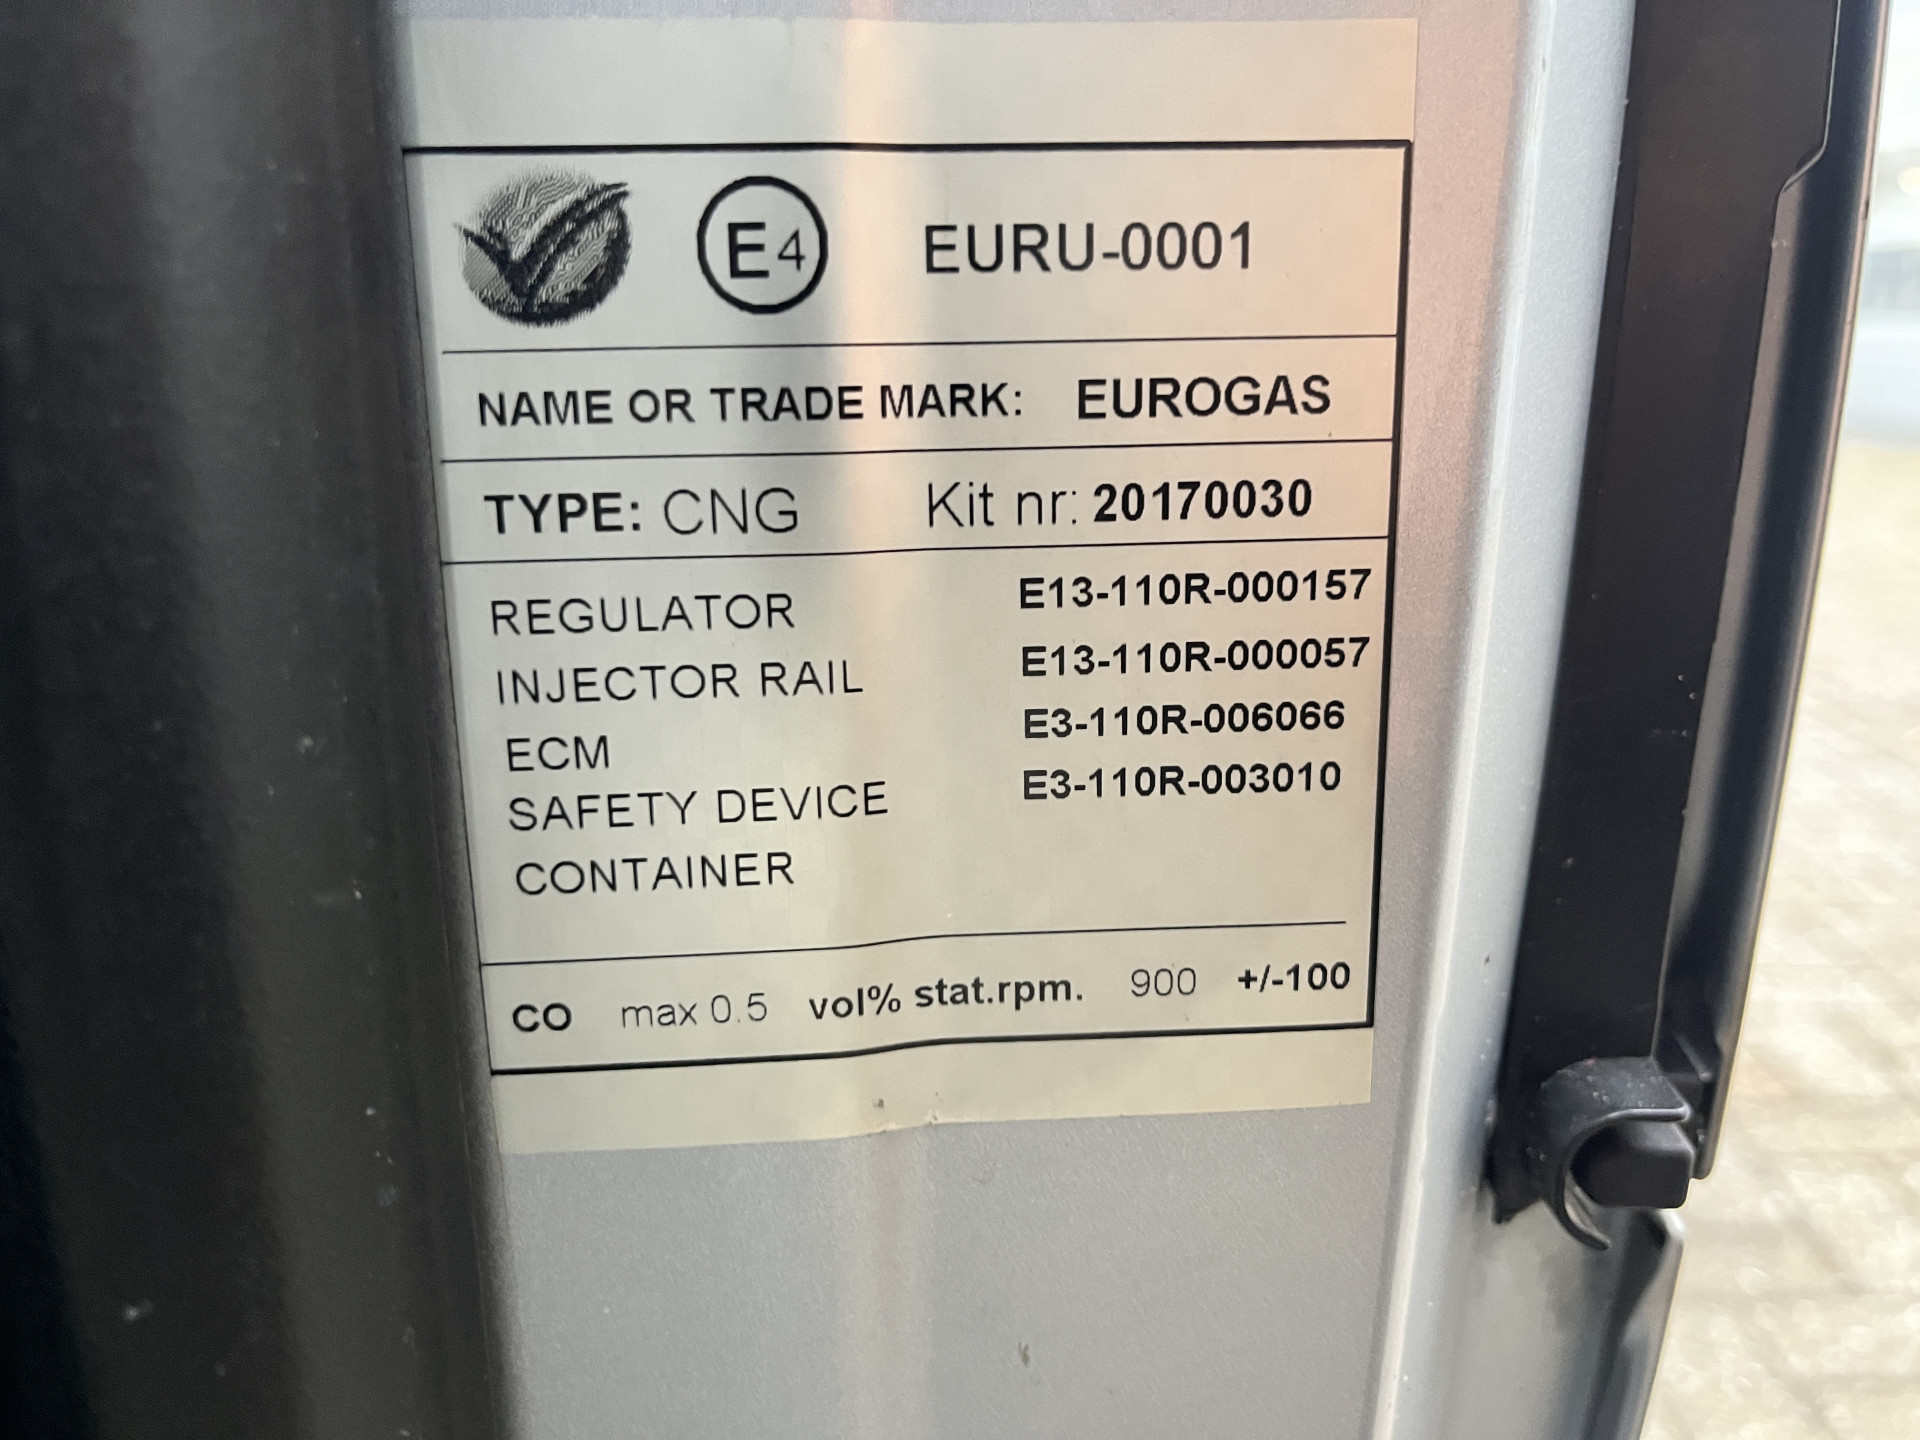 E4 EURU-0001
NAME OR TRADE MARK: EUROGAS
TYPE: CNG Kit nr: 20170030
REGULATOR E13-110R-000157
INJECTOR RAIL E13-110R-000057
ECM E3-110R-006066
SAFETY DEVICE E3-110R-003010
CONTAINER
CO max 0.5 vol% stat.rpm. 900 +/-100